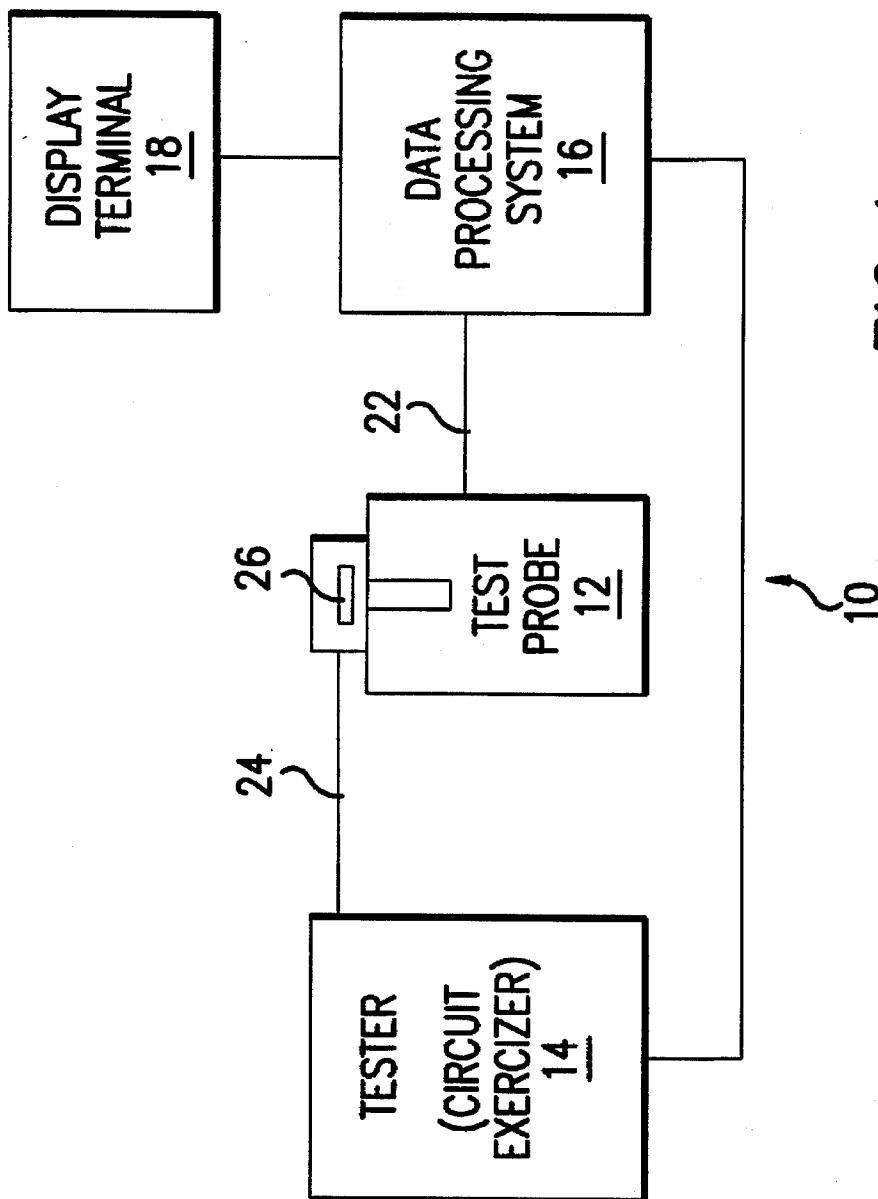 DISPLAY
TERMINAL
18
DATA
PROCESSING
SYSTEM
16
22
26
TEST
PROBE
12
24
TESTER
(CIRCUIT
EXERCIZER)
14
10